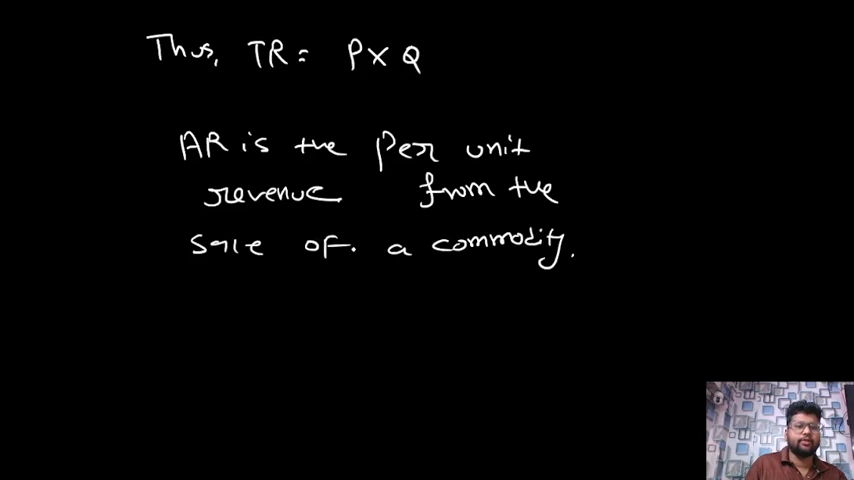 Thus, TR = P X Q
AR is the Per unit
revenue from the
sale of. a commodity.